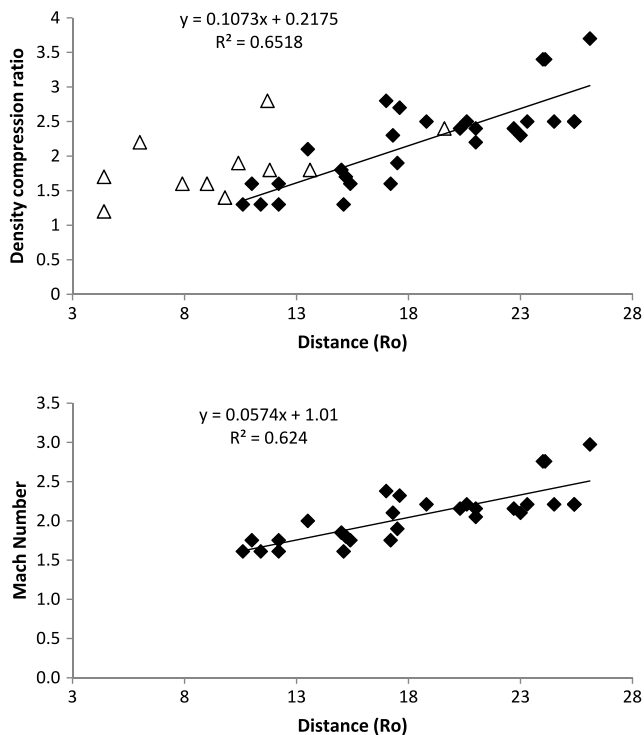 y = 0.1073x + 0.2175
R² = 0.6518
4
3.5
3
2.5
2
1.5
1
0.5
0
Density compression ratio
3 8 13 18 23 28
Distance (Ro)
y = 0.0574x + 1.01
R² = 0.624
3.5
3.0
2.5
2.0
1.5
1.0
0.5
0.0
Mach Number
3 8 13 18 23 28
Distance (Ro)